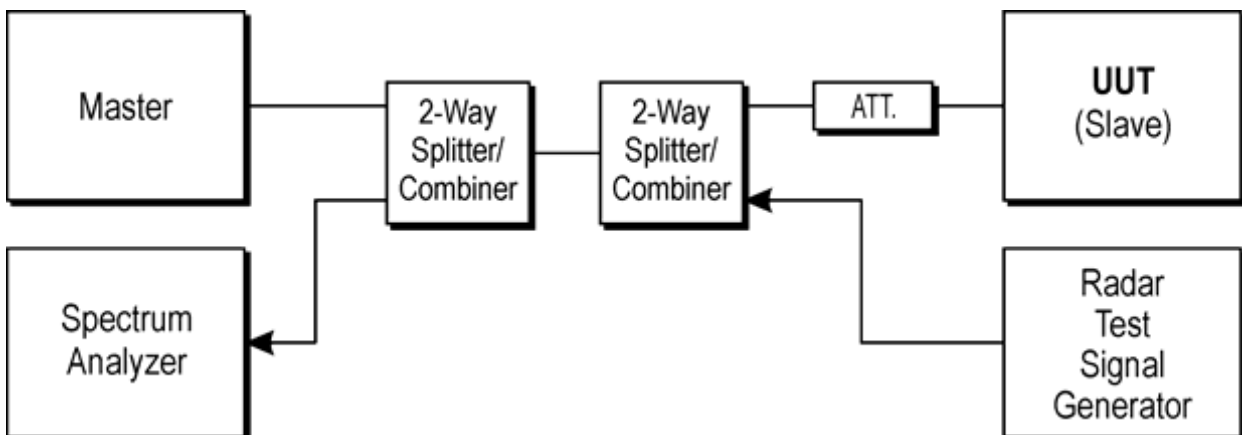 Master
2-Way
Splitter/
Combiner
2-Way
Splitter/
Combiner
ATT.
UUT
(Slave)
Spectrum
Analyzer
Radar
Test
Signal
Generator